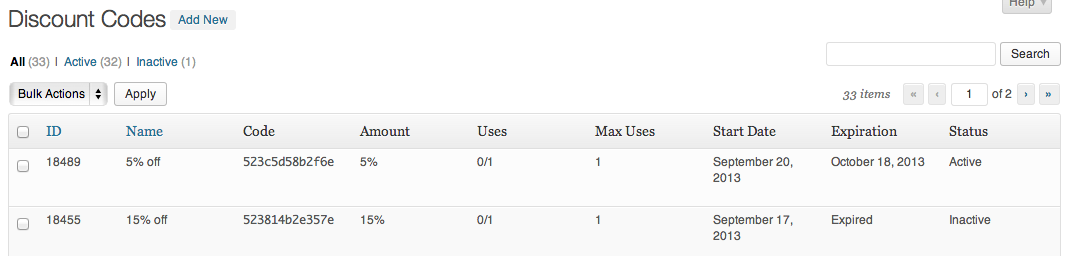 Help
Discount Codes Add New
All (33) | Active (32) | Inactive (1)
Search
Bulk Actions Apply 33 items « ‹ 1 of 2 › »
ID Name Code Amount Uses Max Uses Start Date Expiration Status
18489 5% off 523c5d58b2f6e 5% 0/1 1 September 20, October 18, 2013 Active
2013
18455 15% off 523814b2e357e 15% 0/1 1 September 17, Expired Inactive
2013